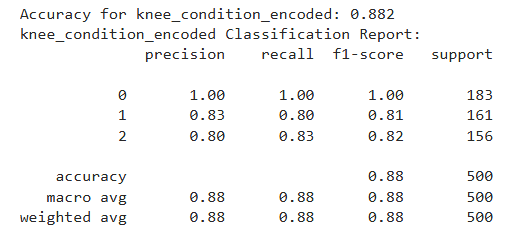 Accuracy for knee_condition_encoded: 0.882
knee_condition_encoded Classification Report:
precision recall f1-score support
0 1.00 1.00 1.00 183
1 0.83 0.80 0.81 161
2 0.80 0.83 0.82 156
accuracy 0.88 500
macro avg 0.88 0.88 0.88 500
weighted avg 0.88 0.88 0.88 500